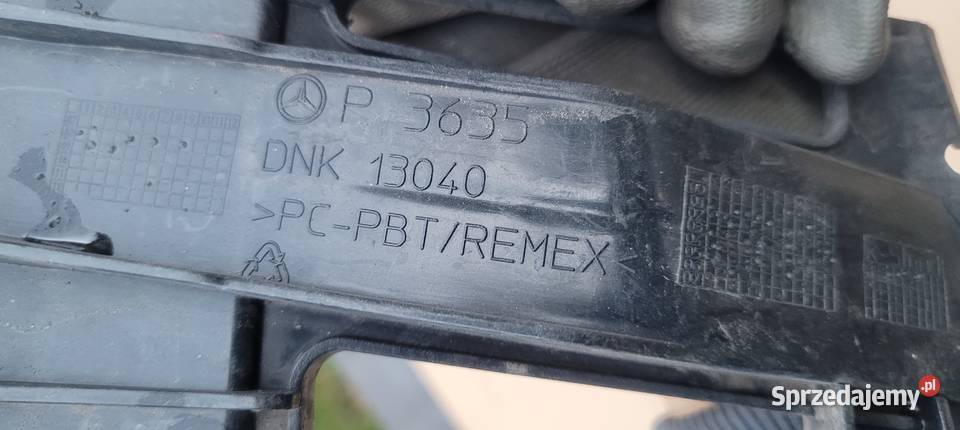 P 3635
DNK 13040
>PC-PBT/REMEX<
Sprzedajemy.pl